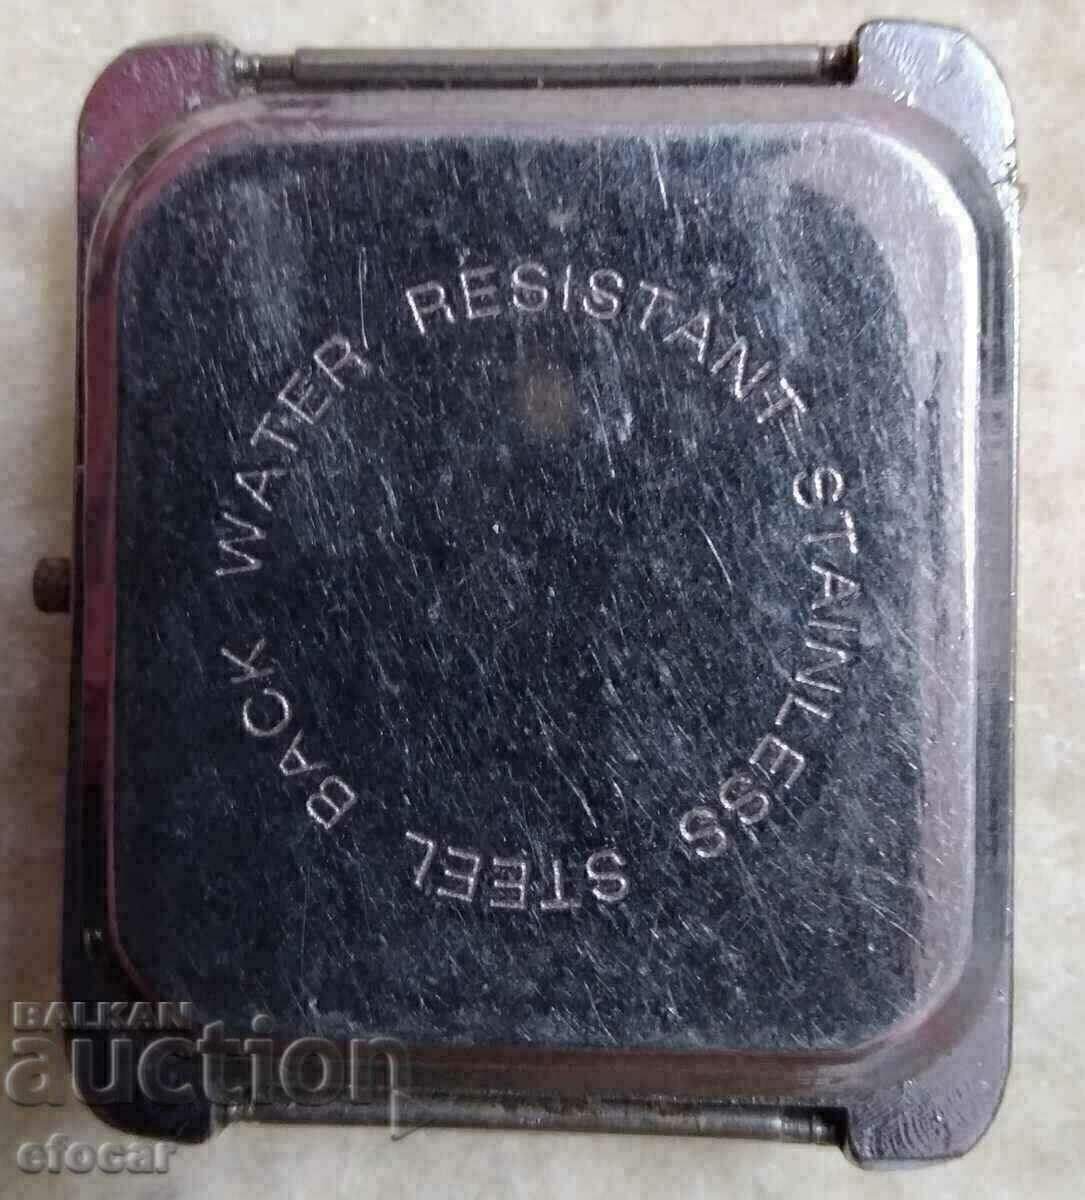 WATER RESISTANT STAINLESS STEEL BACK
BALKAN
auction
efocar